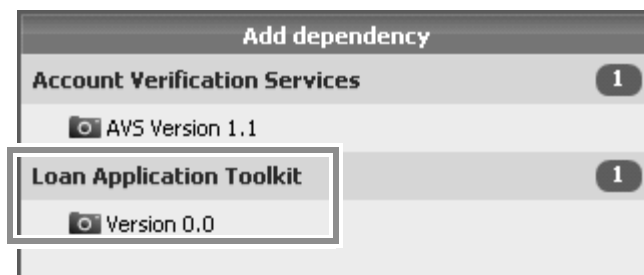 Add dependency
Account Verification Services 1
AVS Version 1.1
Loan Application Toolkit 1
Version 0.0